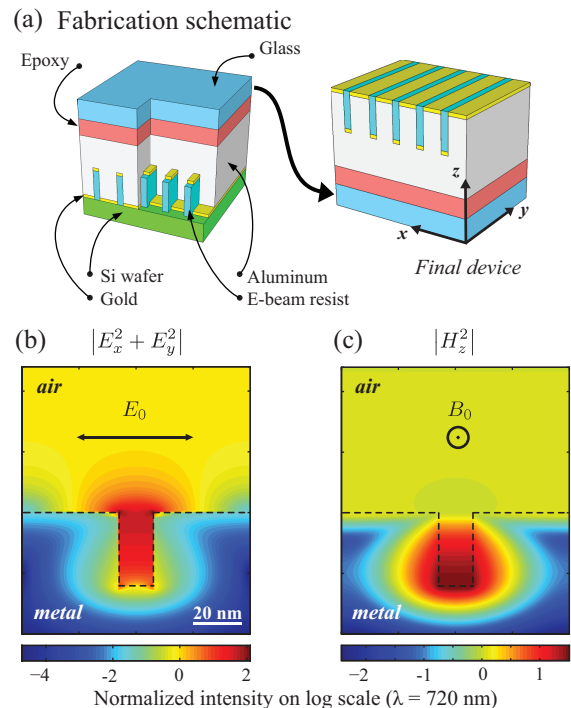 (a) Fabrication schematic
Glass
Epoxy
z
y
x
Si wafer
Gold
Aluminum
E-beam resist
Final device
(b) |E_x^2 + E_y^2|
(c) |H_z^2|
air
E_0
metal
20 nm
air
B_0
metal
−4 −2 0 2
−2 −1 0 1
Normalized intensity on log scale (λ = 720 nm)